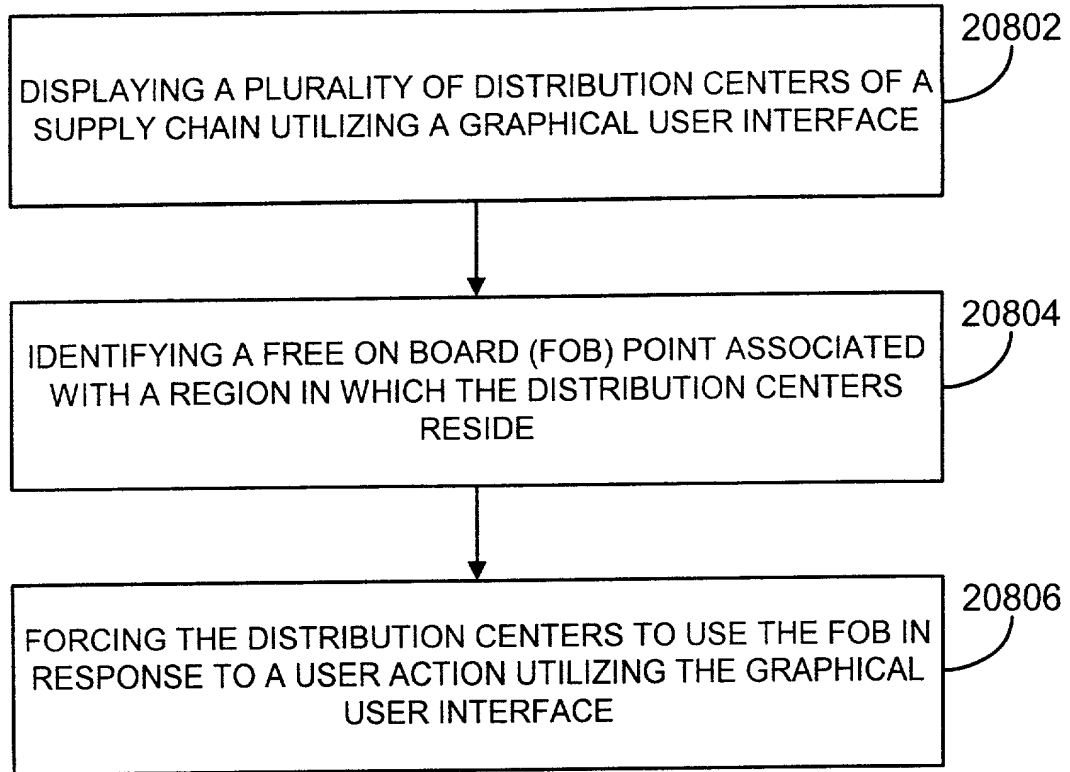 20802
DISPLAYING A PLURALITY OF DISTRIBUTION CENTERS OF A
SUPPLY CHAIN UTILIZING A GRAPHICAL USER INTERFACE
20804
IDENTIFYING A FREE ON BOARD (FOB) POINT ASSOCIATED
WITH A REGION IN WHICH THE DISTRIBUTION CENTERS
RESIDE
20806
FORCING THE DISTRIBUTION CENTERS TO USE THE FOB IN
RESPONSE TO A USER ACTION UTILIZING THE GRAPHICAL
USER INTERFACE